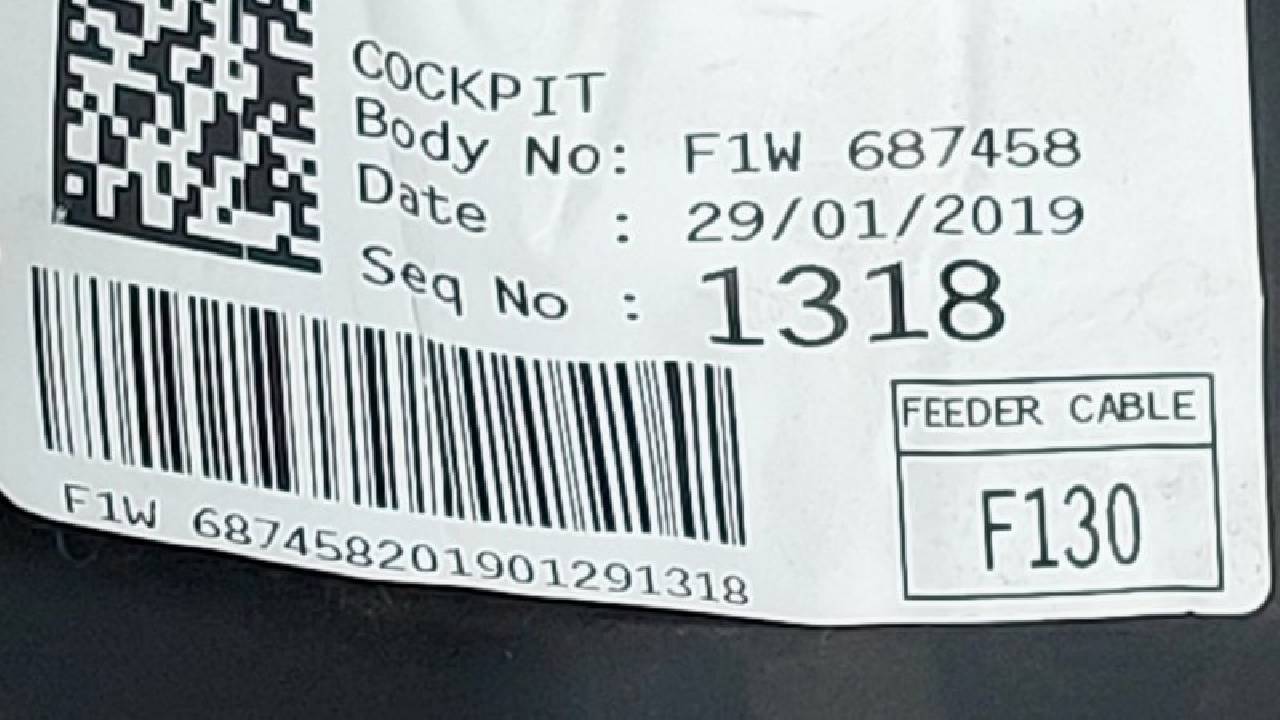 COCKPIT
Body No: F1W 687458
Date : 29/01/2019
Seq No : 1318
FEEDER CABLE
F130
F1W 687458201901291318